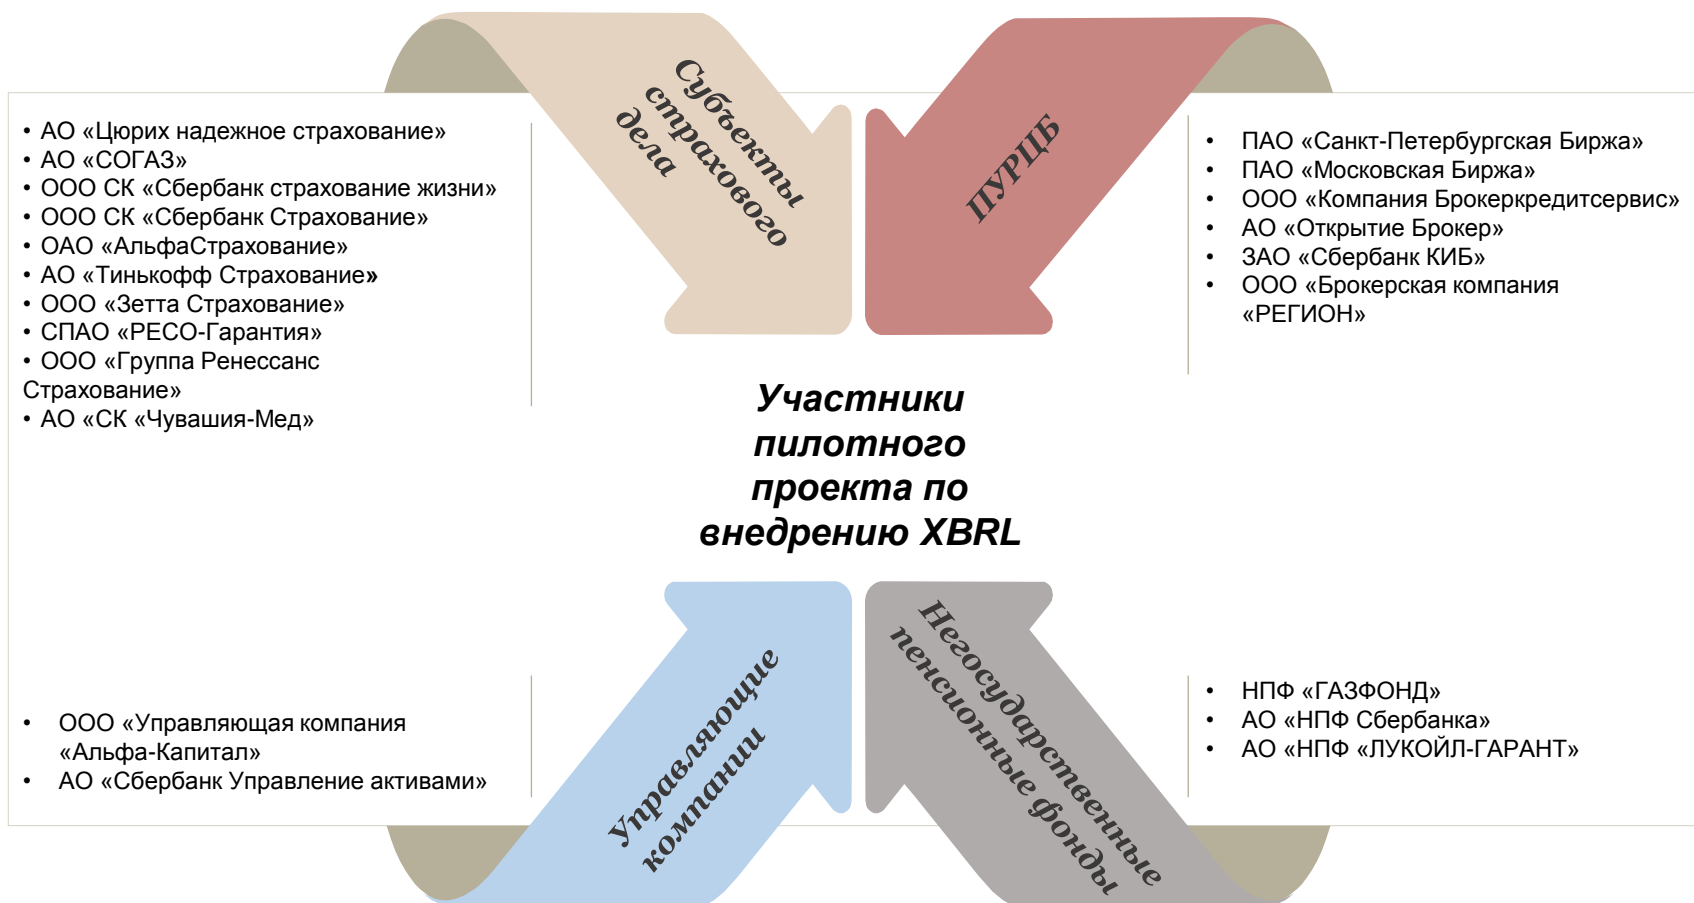 Субъекты
страхового
дела
• АО «Цюрих надежное страхование»
• АО «СОГАЗ»
• ООО СК «Сбербанк страхование жизни»
• ООО СК «Сбербанк Страхование»
• ОАО «АльфаСтрахование»
• АО «Тинькофф Страхование»
• ООО «Зетта Страхование»
• СПАО «РЕСО-Гарантия»
• ООО «Группа Ренессанс
Страхование»
• АО «СК «Чувашия-Мед»
ПУРЦБ
• ПАО «Санкт-Петербургская Биржа»
• ПАО «Московская Биржа»
• ООО «Компания Брокеркредитсервис»
• АО «Открытие Брокер»
• ЗАО «Сбербанк КИБ»
• ООО «Брокерская компания
«РЕГИОН»
Участники
пилотного
проекта по
внедрению XBRL
Управляющие
компании
• ООО «Управляющая компания
«Альфа-Капитал»
• АО «Сбербанк Управление активами»
Негосударственные
пенсионные фонды
• НПФ «ГАЗФОНД»
• АО «НПФ Сбербанка»
• АО «НПФ «ЛУКОЙЛ-ГАРАНТ»